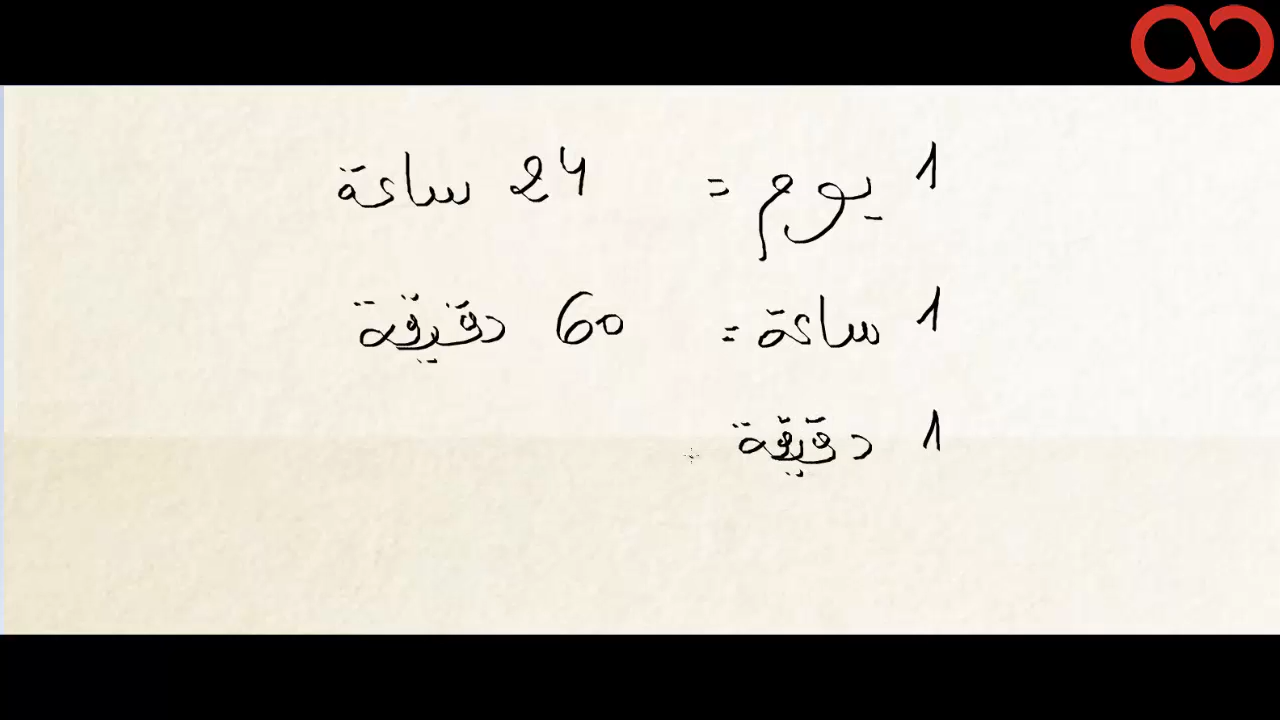 1 يوم = 24 ساعة
1 ساعة = 60 دقيقة
1 دقيقة